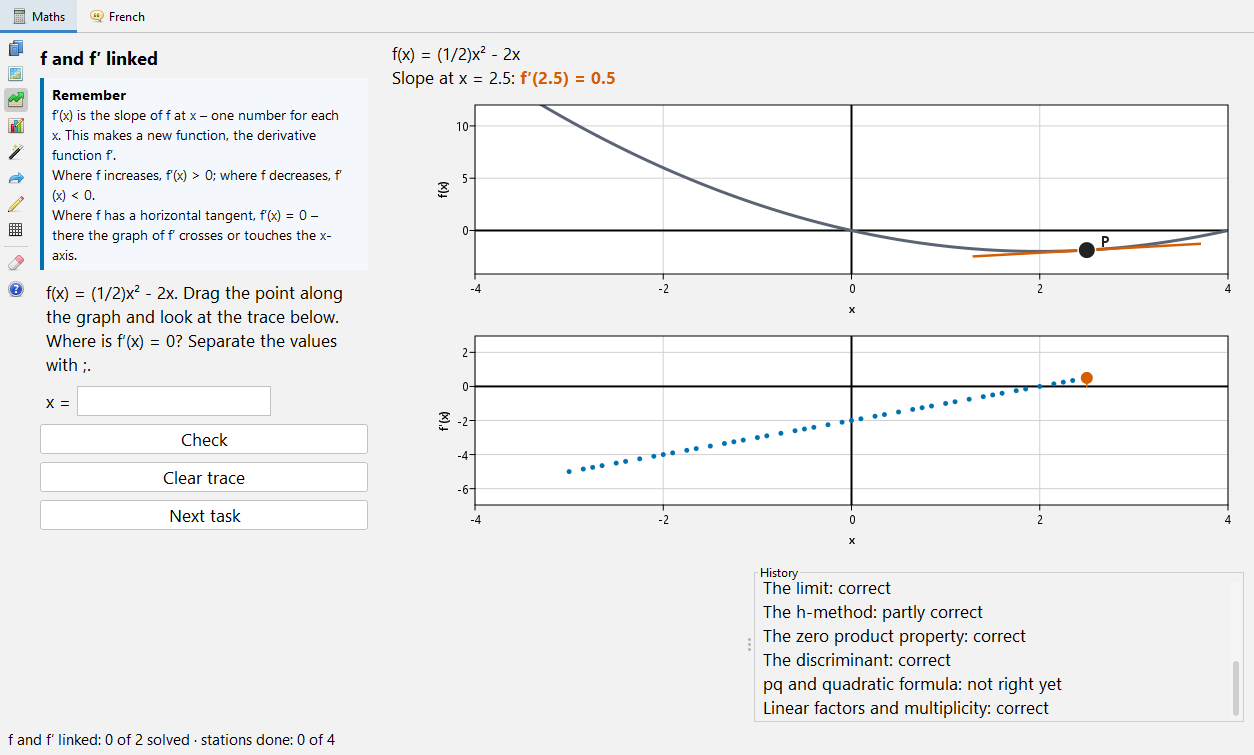 Maths
French
f and f′ linked
Remember
f′(x) is the slope of f at x – one number for each
x. This makes a new function, the derivative
function f′.
Where f increases, f′(x) > 0; where f decreases, f′
(x) < 0.
Where f has a horizontal tangent, f′(x) = 0 –
there the graph of f′ crosses or touches the x-
axis.
f(x) = (1/2)x² - 2x. Drag the point along
the graph and look at the trace below.
Where is f′(x) = 0? Separate the values
with ;.
x =
Check
Clear trace
Next task
f(x) = (1/2)x² - 2x
Slope at x = 2.5: f′(2.5) = 0.5
10
5
0
f(x)
P
-4
-2
0
2
4
x
2
0
-2
-4
-6
f′(x)
-4
-2
0
2
4
x
History
The limit: correct
The h-method: partly correct
The zero product property: correct
The discriminant: correct
pq and quadratic formula: not right yet
Linear factors and multiplicity: correct
f and f′ linked: 0 of 2 solved · stations done: 0 of 4